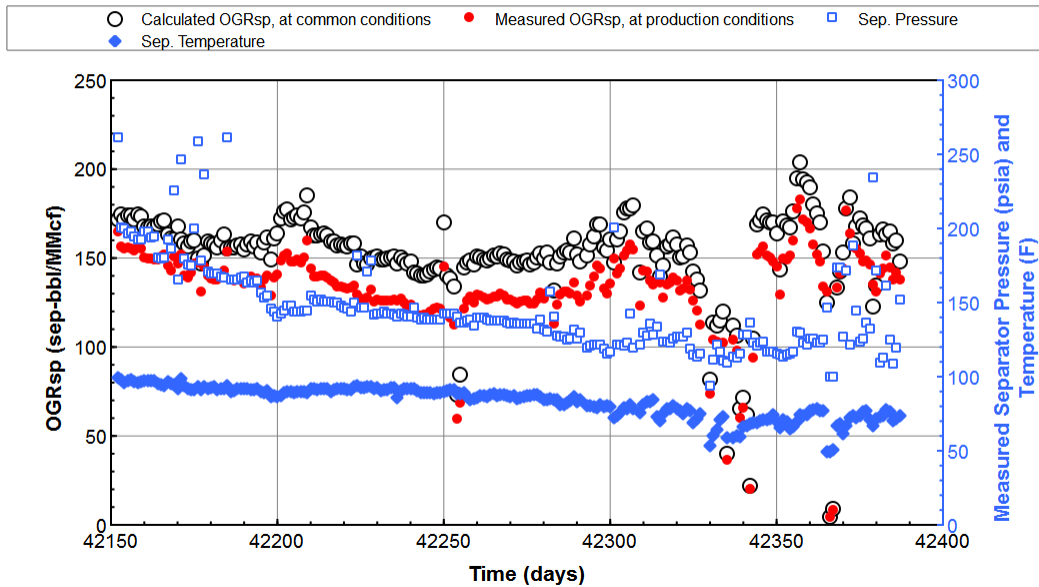 Calculated OGRsp, at common conditions
Measured OGRsp, at production conditions
Sep. Pressure
Sep. Temperature
250
200
150
100
50
0
OGRsp (sep-bbl/MMcf)
300
250
200
150
100
50
0
Measured Separator Pressure (psia) and
Temperature (F)
42150
42200
42250
42300
42350
42400
Time (days)